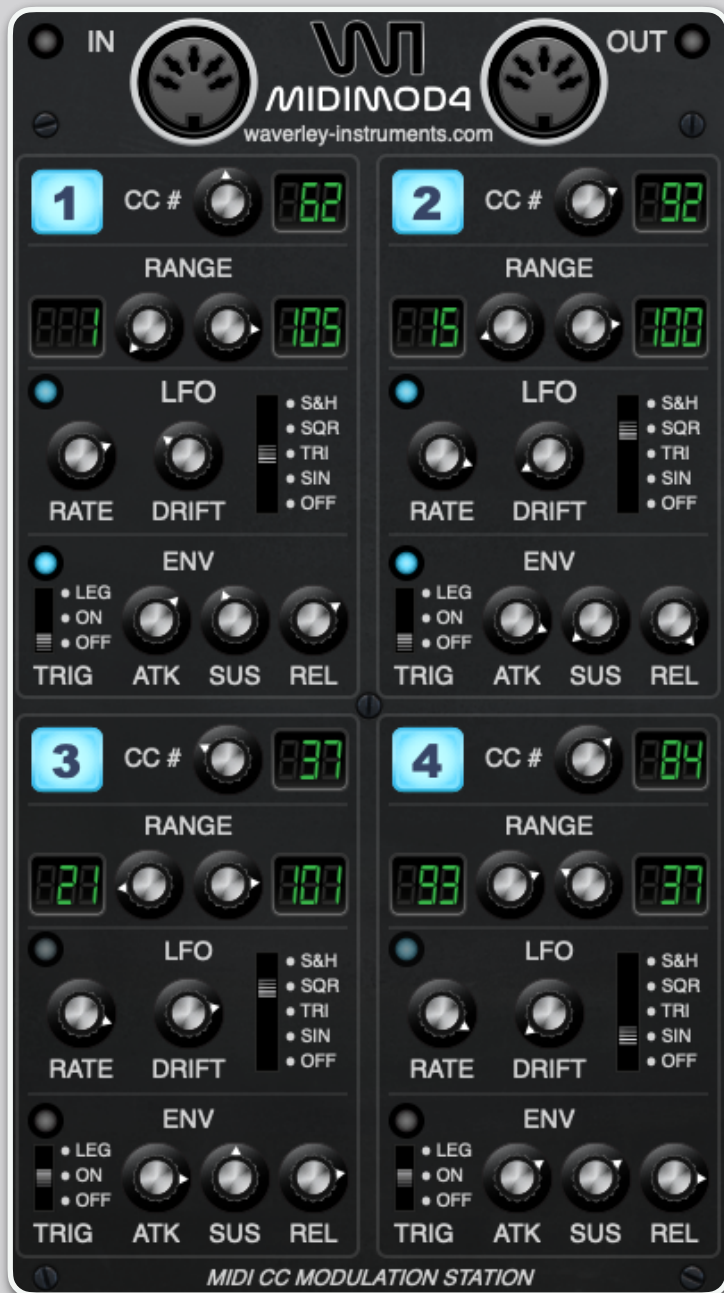 IN OUT
MIDIMOD4
waverley-instruments.com
1 CC # 62
RANGE
1 105
LFO
S&H
SQR
TRI
SIN
OFF
RATE DRIFT
ENV
LEG
ON
OFF
TRIG ATK SUS REL
2 CC # 92
RANGE
15 100
LFO
S&H
SQR
TRI
SIN
OFF
RATE DRIFT
ENV
LEG
ON
OFF
TRIG ATK SUS REL
3 CC # 37
RANGE
21 101
LFO
S&H
SQR
TRI
SIN
OFF
RATE DRIFT
ENV
LEG
ON
OFF
TRIG ATK SUS REL
4 CC # 84
RANGE
93 37
LFO
S&H
SQR
TRI
SIN
OFF
RATE DRIFT
ENV
LEG
ON
OFF
TRIG ATK SUS REL
MIDI CC MODULATION STATION